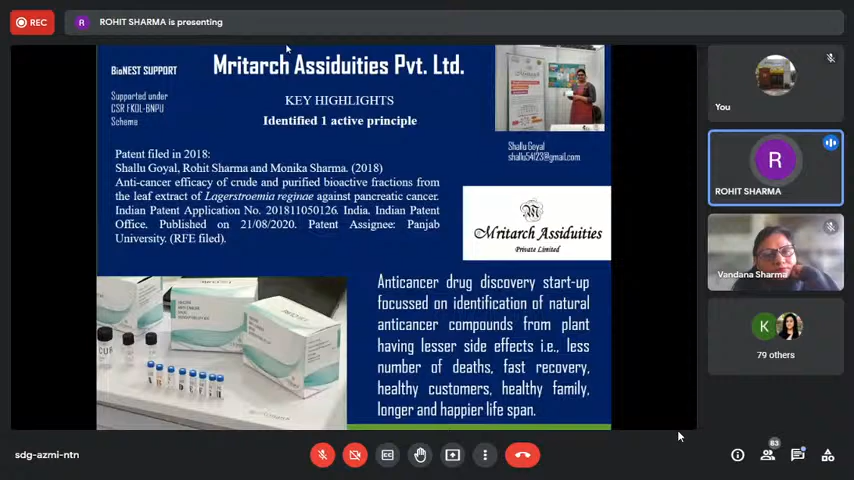 REC
R
ROHIT SHARMA is presenting
BioNEST SUPPORT
Supported under
CSR FKOL-BNPU
Scheme
Mritarch Assiduities Pvt. Ltd.
KEY HIGHLIGHTS
Identified 1 active principle
Shallu Goyal
shallu54123@gmail.com
Patent filed in 2018:
Shallu Goyal, Rohit Sharma and Monika Sharma. (2018)
Anti-cancer efficacy of crude and purified bioactive fractions from
the leaf extract of Lagerstroemia reginae against pancreatic cancer.
Indian Patent Application No. 201811050126. India. Indian Patent
Office. Published on 21/08/2020. Patent Assignee: Panjab
University. (RFE filed).
M
Mritarch Assiduities
Private Limited
Anticancer drug discovery start-up
focussed on identification of natural
anticancer compounds from plant
having lesser side effects i.e., less
number of deaths, fast recovery,
healthy customers, healthy family,
longer and happier life span.
You
R
ROHIT SHARMA
Vandana Sharma
K
79 others
sdg-azmi-ntn
CC
83